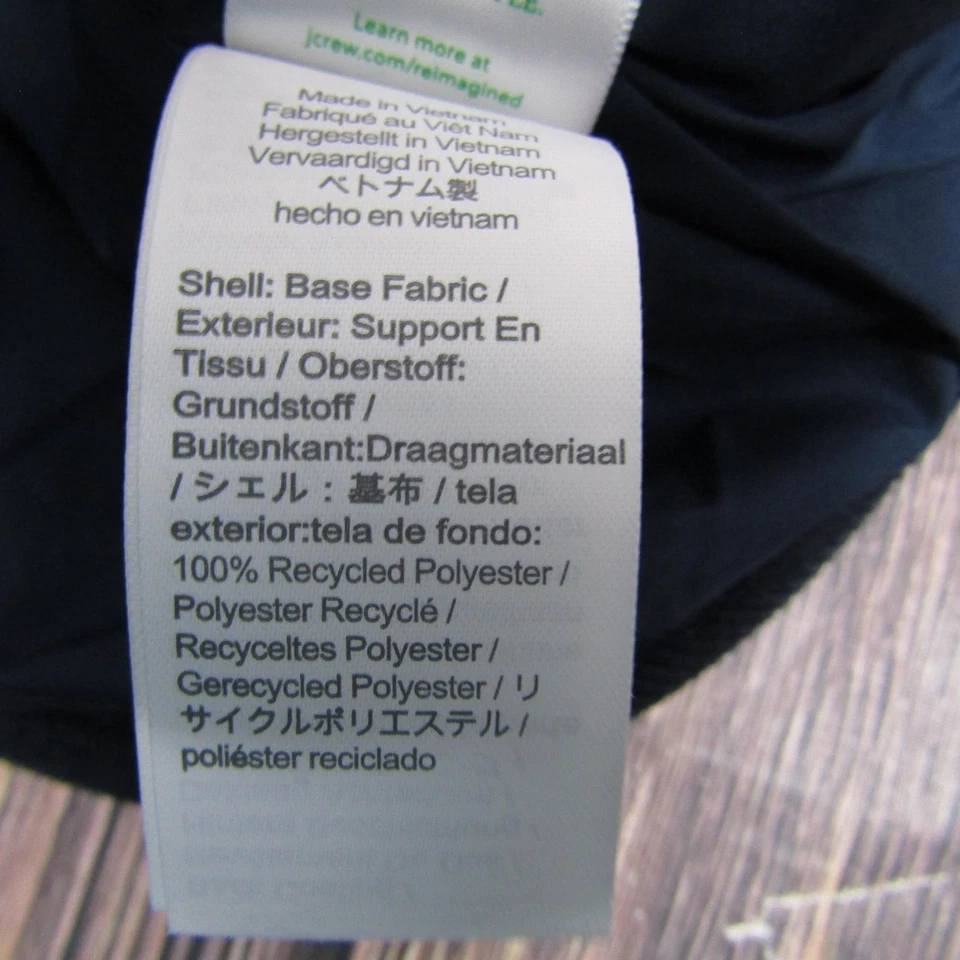 Learn more at
jcrew.com/reimagined
Made in Vietnam
Fabriqué au Viêt Nam
Hergestellt in Vietnam
Vervaardigd in Vietnam
ベトナム製
hecho en vietnam
Shell: Base Fabric /
Exterieur: Support En
Tissu / Oberstoff:
Grundstoff /
Buitenkant:Draagmateriaal
/ シェル : 基布 / tela
exterior:tela de fondo:
100% Recycled Polyester /
Polyester Recyclé /
Recyceltes Polyester /
Gerecycled Polyester / リ
サイクルポリエステル /
poliéster reciclado